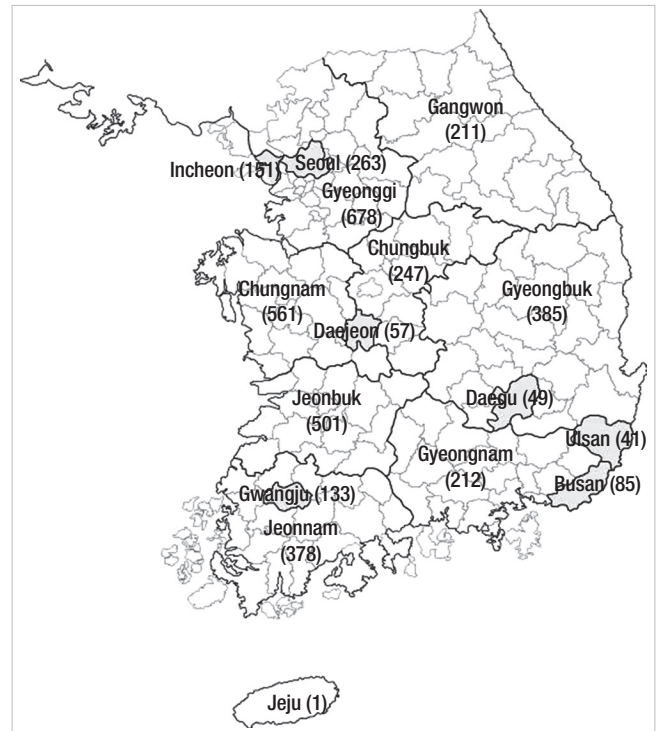 Gangwon
(211)
Incheon (151)
Seoul (263)
Gyeonggi
(678)
Chungbuk
(247)
Chungnam
(561)
Gyeongbuk
(385)
Daejeon (57)
Jeonbuk
(501)
Daegu (49)
Gyeongnam
(212)
Ulsan (41)
Busan (85)
Gwangju (133)
Jeonnam
(378)
Jeju (1)